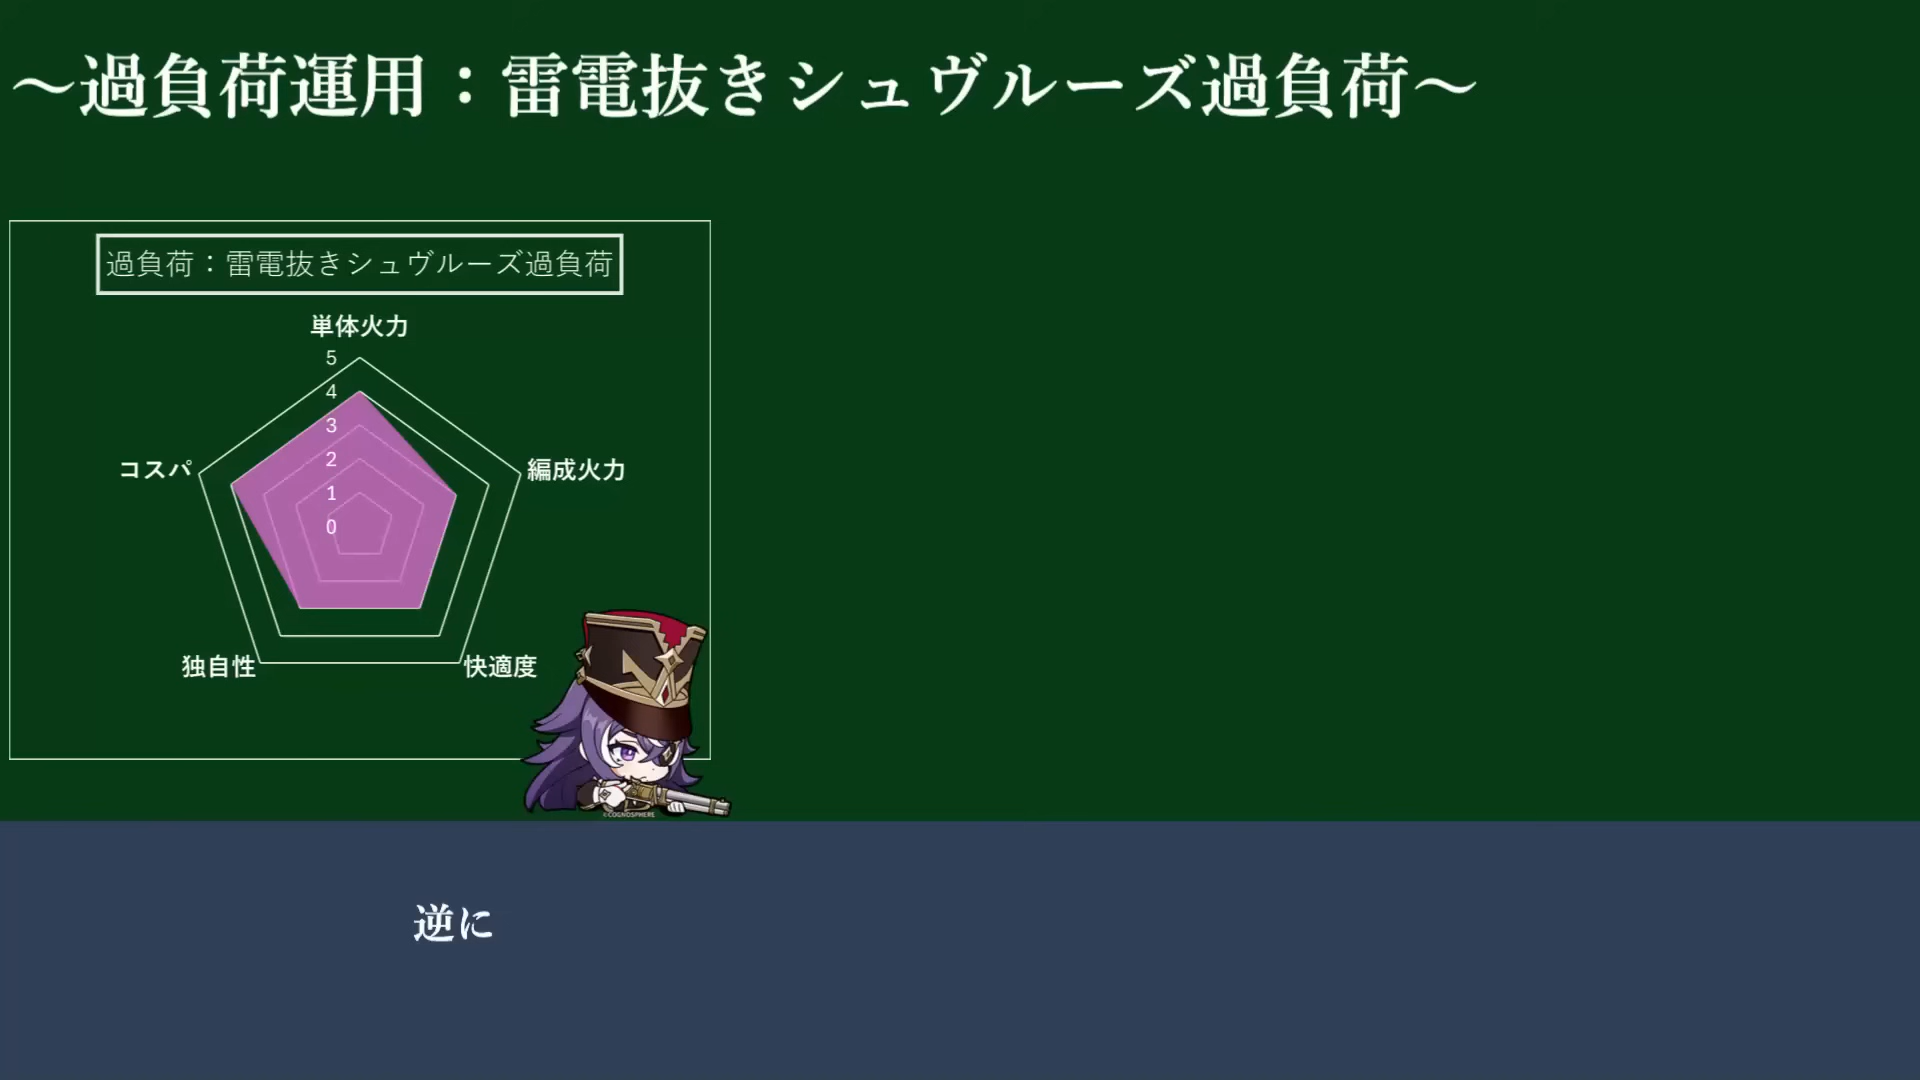 ～過負荷運用：雷電抜きシュヴルーズ過負荷～
過負荷：雷電抜きシュヴルーズ過負荷
単体火力
5
4
3
2
1
0
コスパ
編成火力
独自性
快適度
©COGNOSPHERE
逆に